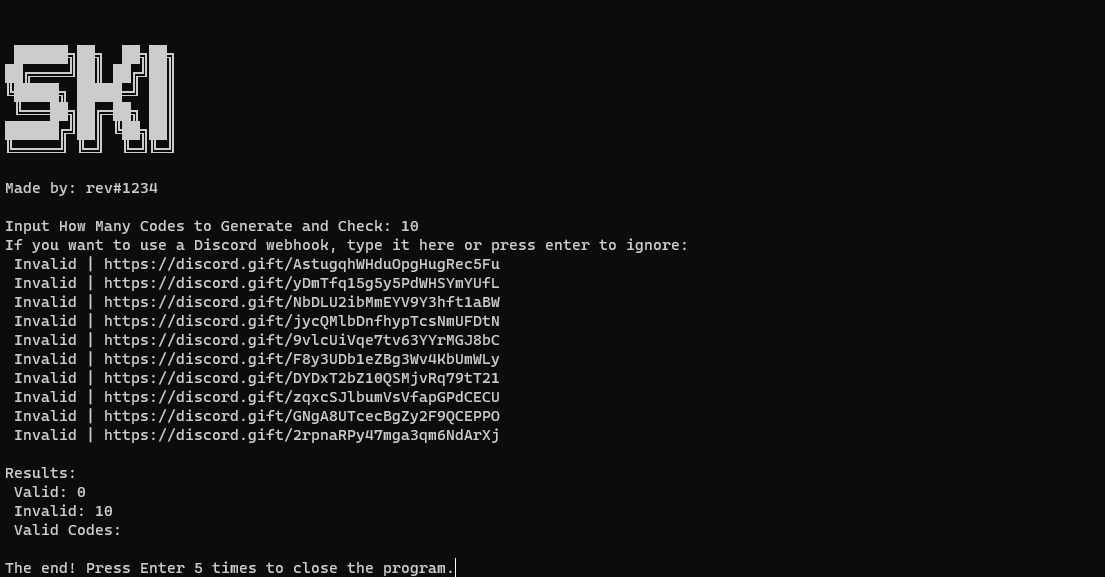 SKI
Made by: rev#1234
Input How Many Codes to Generate and Check: 10
If you want to use a Discord webhook, type it here or press enter to ignore:
Invalid | https://discord.gift/AstugqhWHduOpgHugRec5Fu
Invalid | https://discord.gift/yDmTfq15g5y5PdWHSYmYUfL
Invalid | https://discord.gift/NbDLU2ibMmEYV9Y3hft1aBW
Invalid | https://discord.gift/jycQMlbDnfhypTcsNmUFDtN
Invalid | https://discord.gift/9vlcUiVqe7tv63YYrMGJ8bC
Invalid | https://discord.gift/F8y3UDb1eZBg3Wv4KbUmWLy
Invalid | https://discord.gift/DYDxT2bZ10QSMjvRq79tT21
Invalid | https://discord.gift/zqxcSJlbumVsVfapGPdCECU
Invalid | https://discord.gift/GNgA8UTcecBgZy2F9QCEPPO
Invalid | https://discord.gift/2rpnaRPy47mga3qm6NdArXj
Results:
Valid: 0
Invalid: 10
Valid Codes:
The end! Press Enter 5 times to close the program.